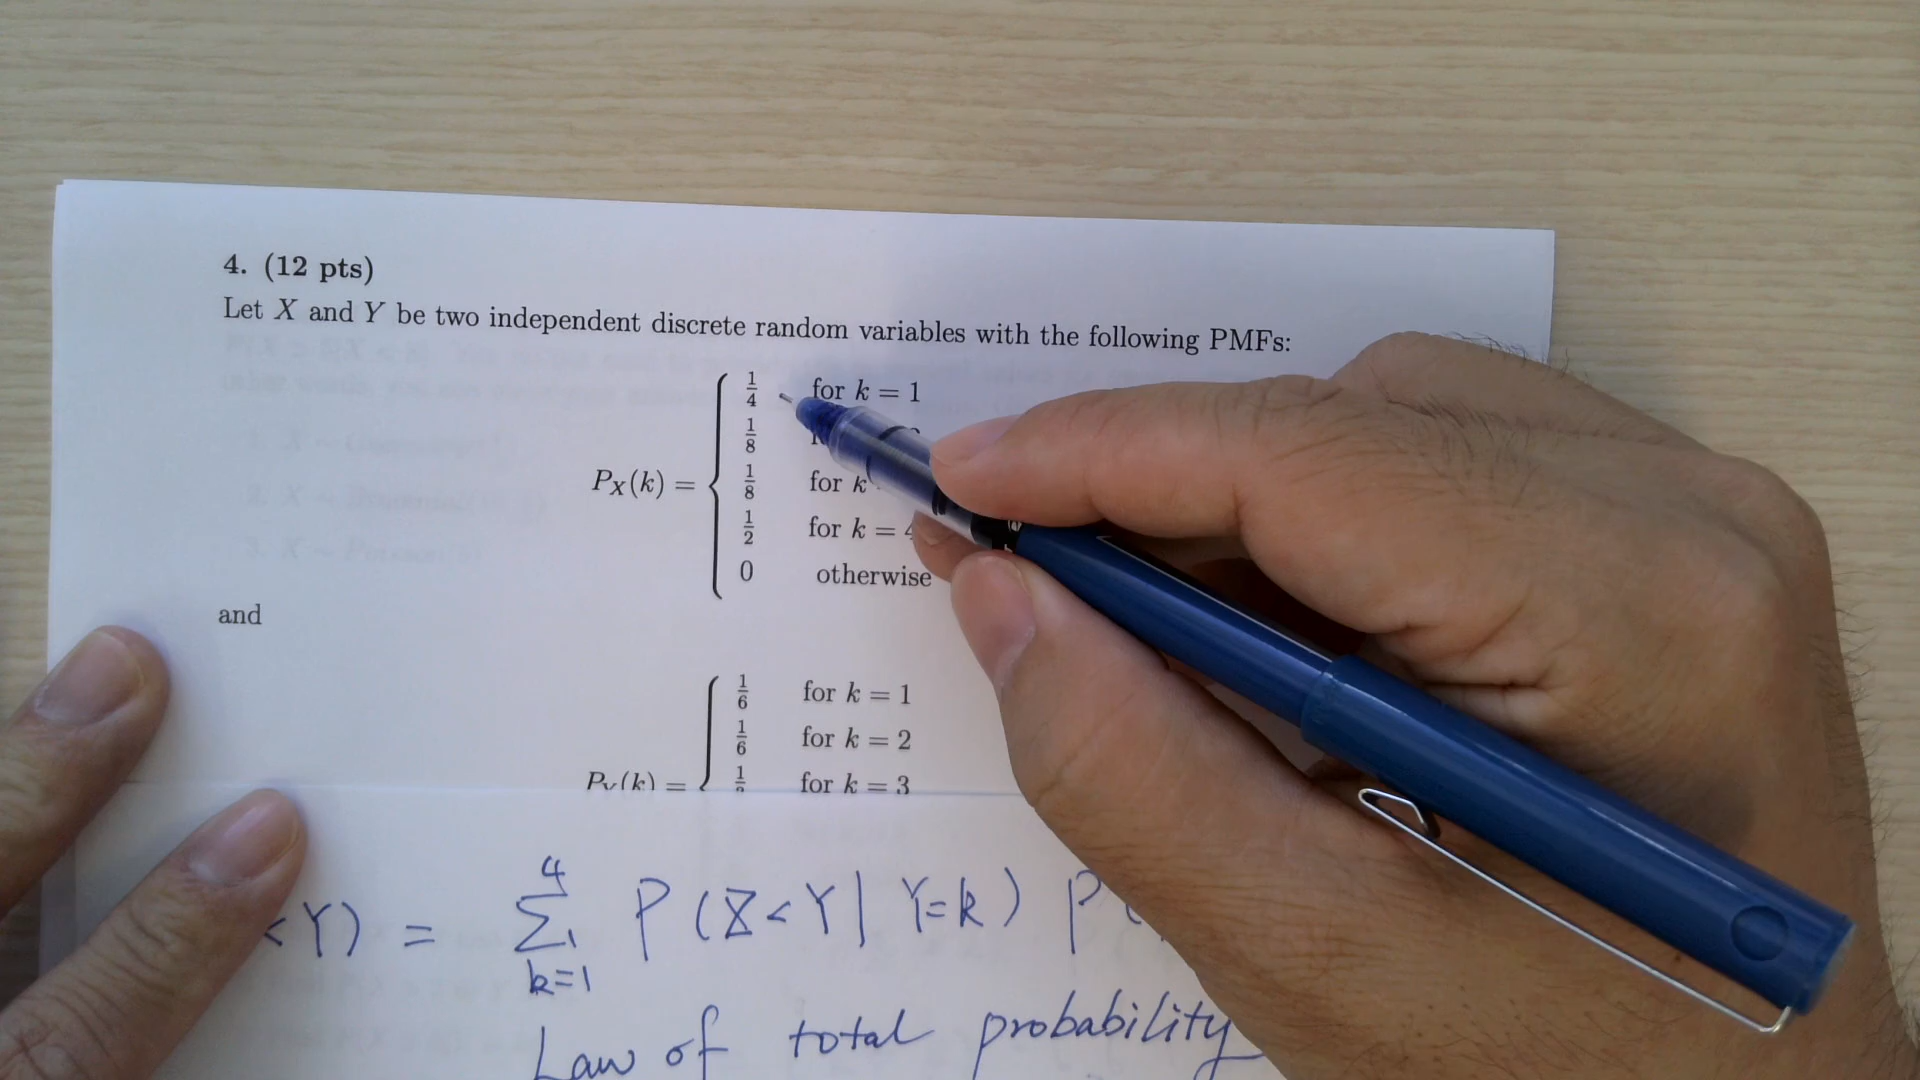 4. (12 pts)
Let X and Y be two independent discrete random variables with the following PMFs:
1/4 for k = 1
1/8
P_X(k) = 1/8 for k
1/2 for k = 4
0 otherwise
and
1/6 for k = 1
1/6 for k = 2
P_Y(k) = for k = 3
< Y) = ∑_{k=1}^{4} P(X<Y| Y=k) P(
Law of total probability